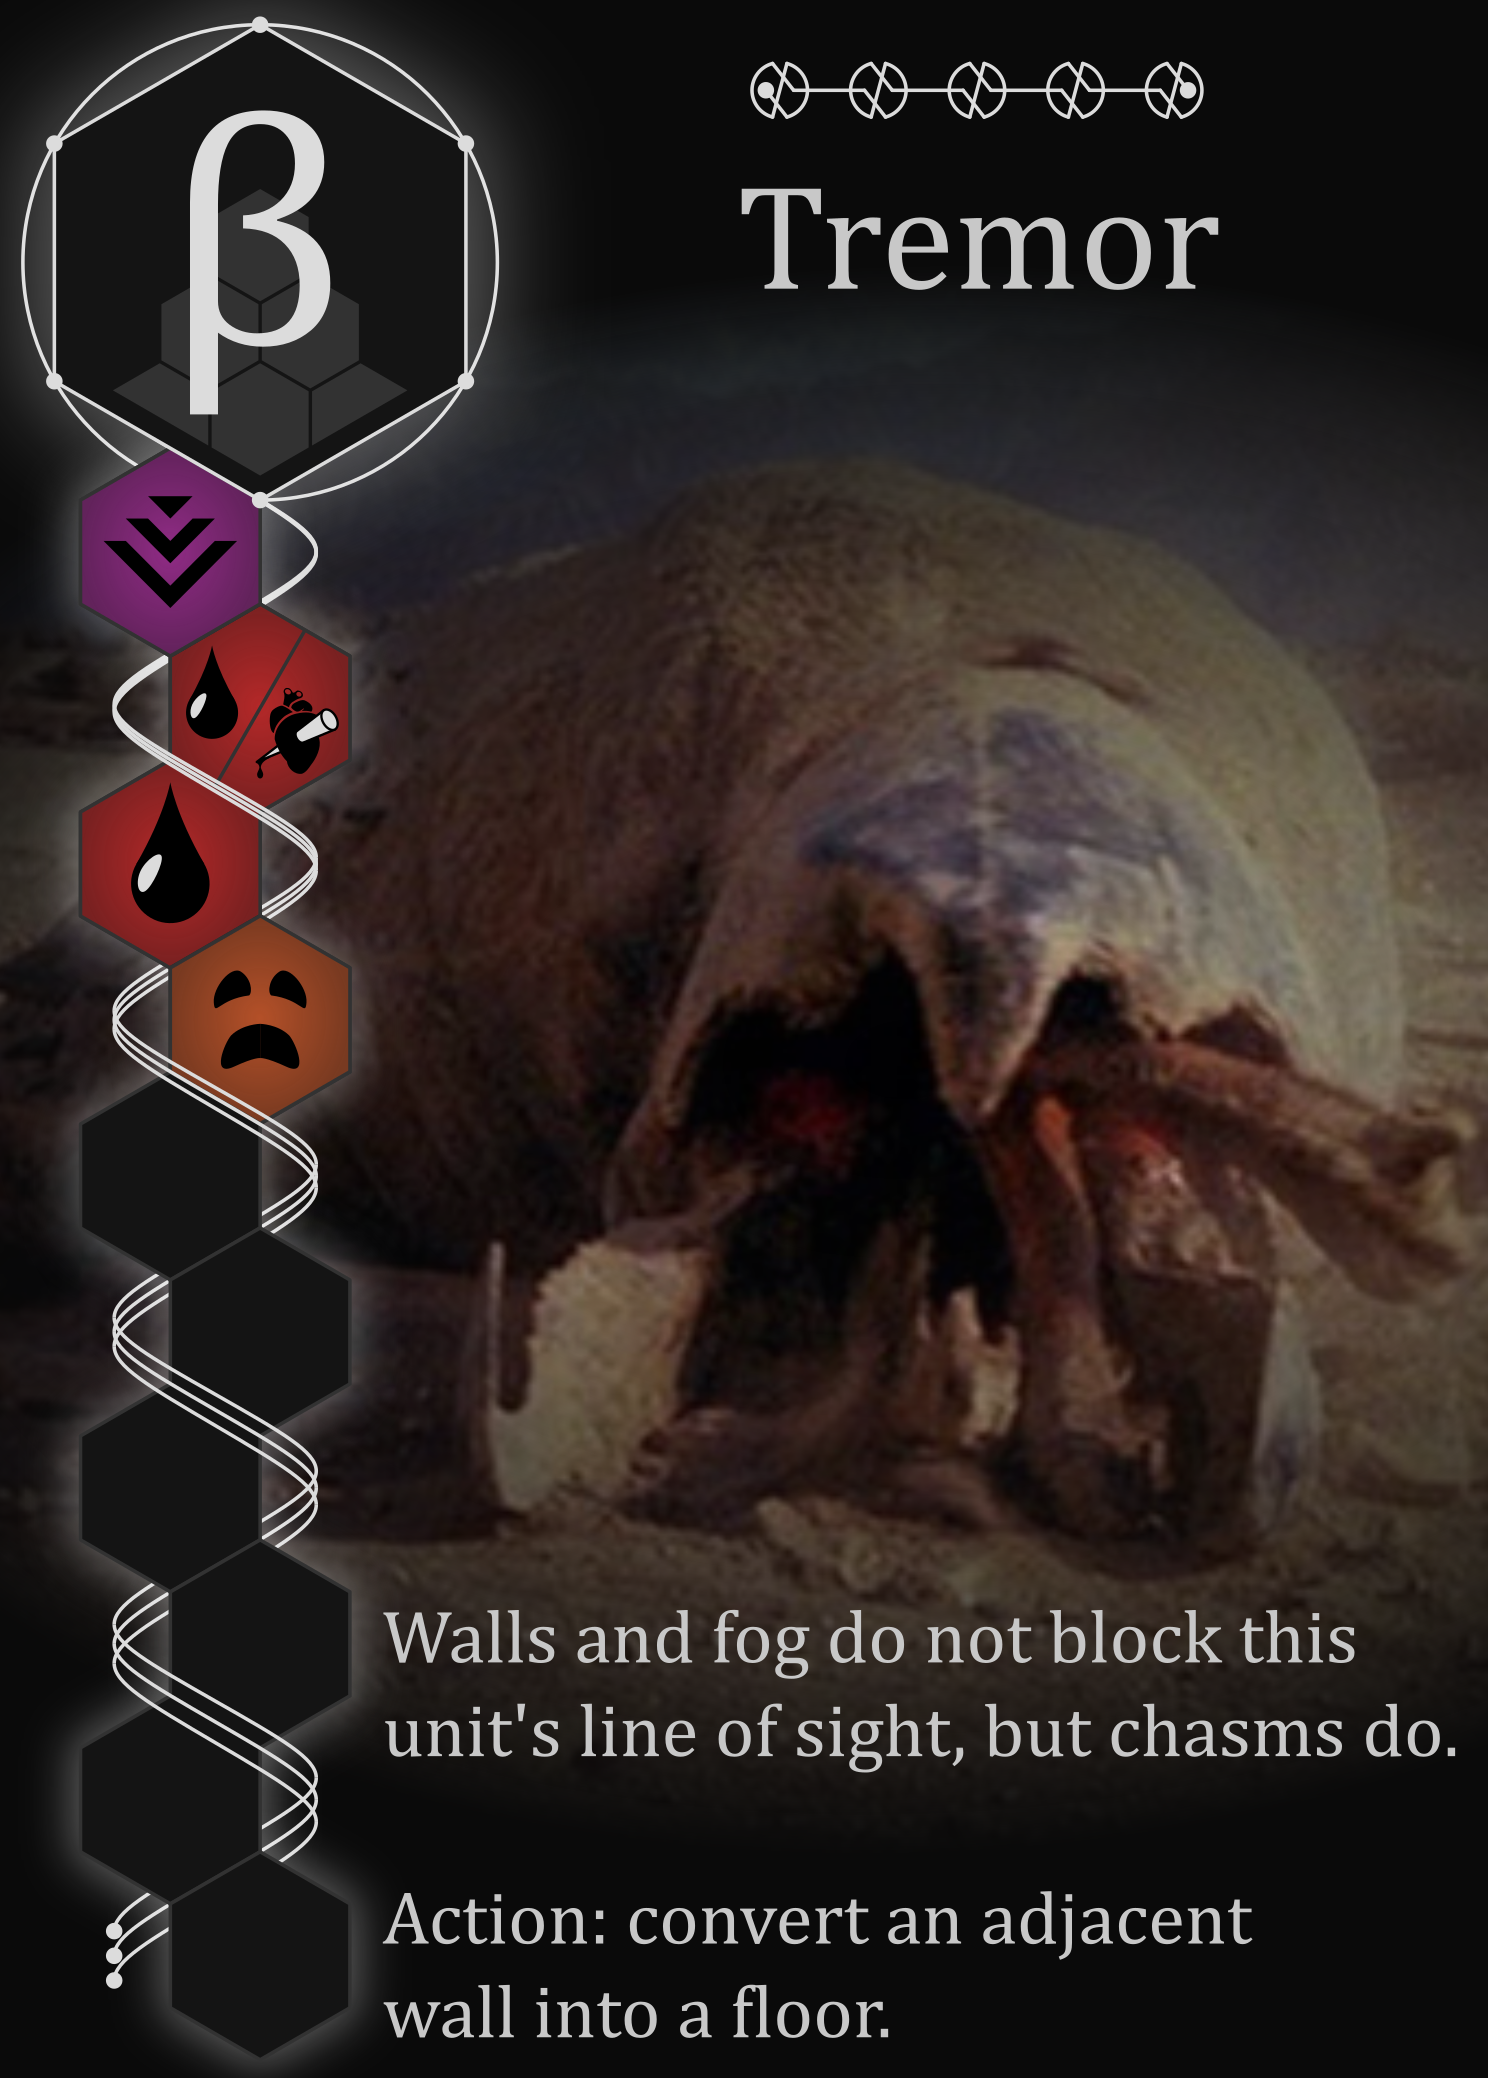 β
Tremor
Walls and fog do not block this
unit's line of sight, but chasms do.
Action: convert an adjacent
wall into a floor.